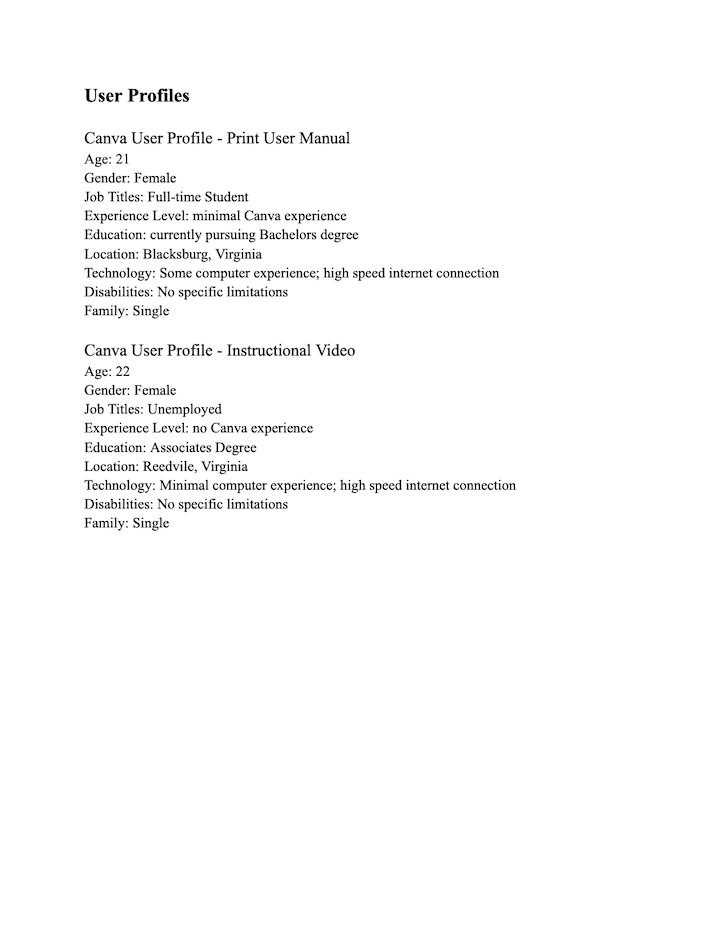 User Profiles
Canva User Profile - Print User Manual
Age: 21
Gender: Female
Job Titles: Full-time Student
Experience Level: minimal Canva experience
Education: currently pursuing Bachelors degree
Location: Blacksburg, Virginia
Technology: Some computer experience; high speed internet connection
Disabilities: No specific limitations
Family: Single
Canva User Profile - Instructional Video
Age: 22
Gender: Female
Job Titles: Unemployed
Experience Level: no Canva experience
Education: Associates Degree
Location: Reedvile, Virginia
Technology: Minimal computer experience; high speed internet connection
Disabilities: No specific limitations
Family: Single